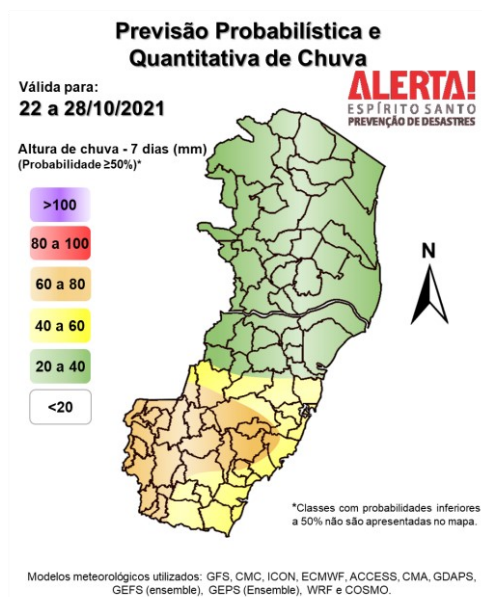 Previsão Probabilística e
Quantitativa de Chuva
Válida para:
22 a 28/10/2021
ALERTA!
ESPÍRITO SANTO
PREVENÇÃO DE DESASTRES
Altura de chuva - 7 dias (mm)
(Probabilidade ≥50%)*
>100
80 a 100
60 a 80
40 a 60
20 a 40
<20
N
*Classes com probabilidades inferiores
a 50% não são apresentadas no mapa.
Modelos meteorológicos utilizados: GFS, CMC, ICON, ECMWF, ACCESS, CMA, GDAPS,
GEFS (ensemble), GEPS (Ensemble), WRF e COSMO.